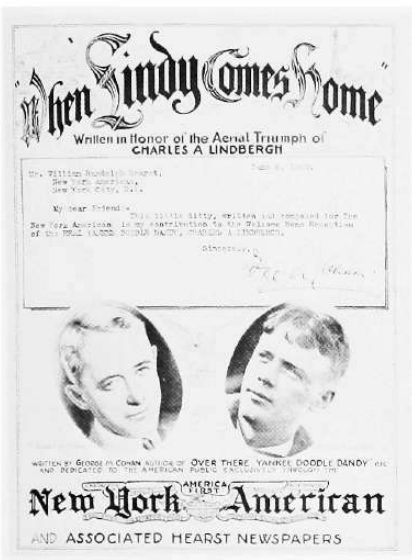 "When 'Lindy Comes Home"
Written in Honor of the Aerial Triumph of
CHARLES A LINDBERGH
Mr. William Randolph Hearst,
New York American,
New York City, N.Y.
My dear Friend:-
This little ditty, written and composed for The
New York American is my contribution to the Welcome Home Reception
of the REAL YANKEE DOODLE DANDY, CHARLES A LINDBERGH.
Sincerely,
WRITTEN BY GEORGE M. COHAN AUTHOR OF OVER THERE YANKEE DOODLE DANDY etc
AND DEDICATED TO THE AMERICAN PUBLIC EXCLUSIVELY THROUGH THE
AMERICA
FIRST
New York American
AND ASSOCIATED HEARST NEWSPAPERS